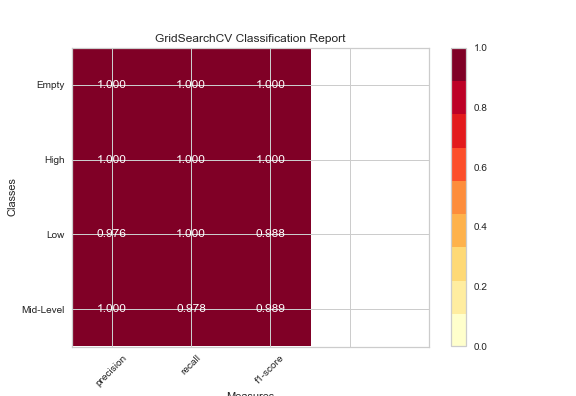 GridSearchCV Classification Report
Empty 1.000 1.000 1.000
High 1.000 1.000 1.000
Low 0.976 1.000 0.988
Mid-Level 1.000 0.978 0.989
precision recall f1-score
Classes
Measures
1.0
0.8
0.6
0.4
0.2
0.0